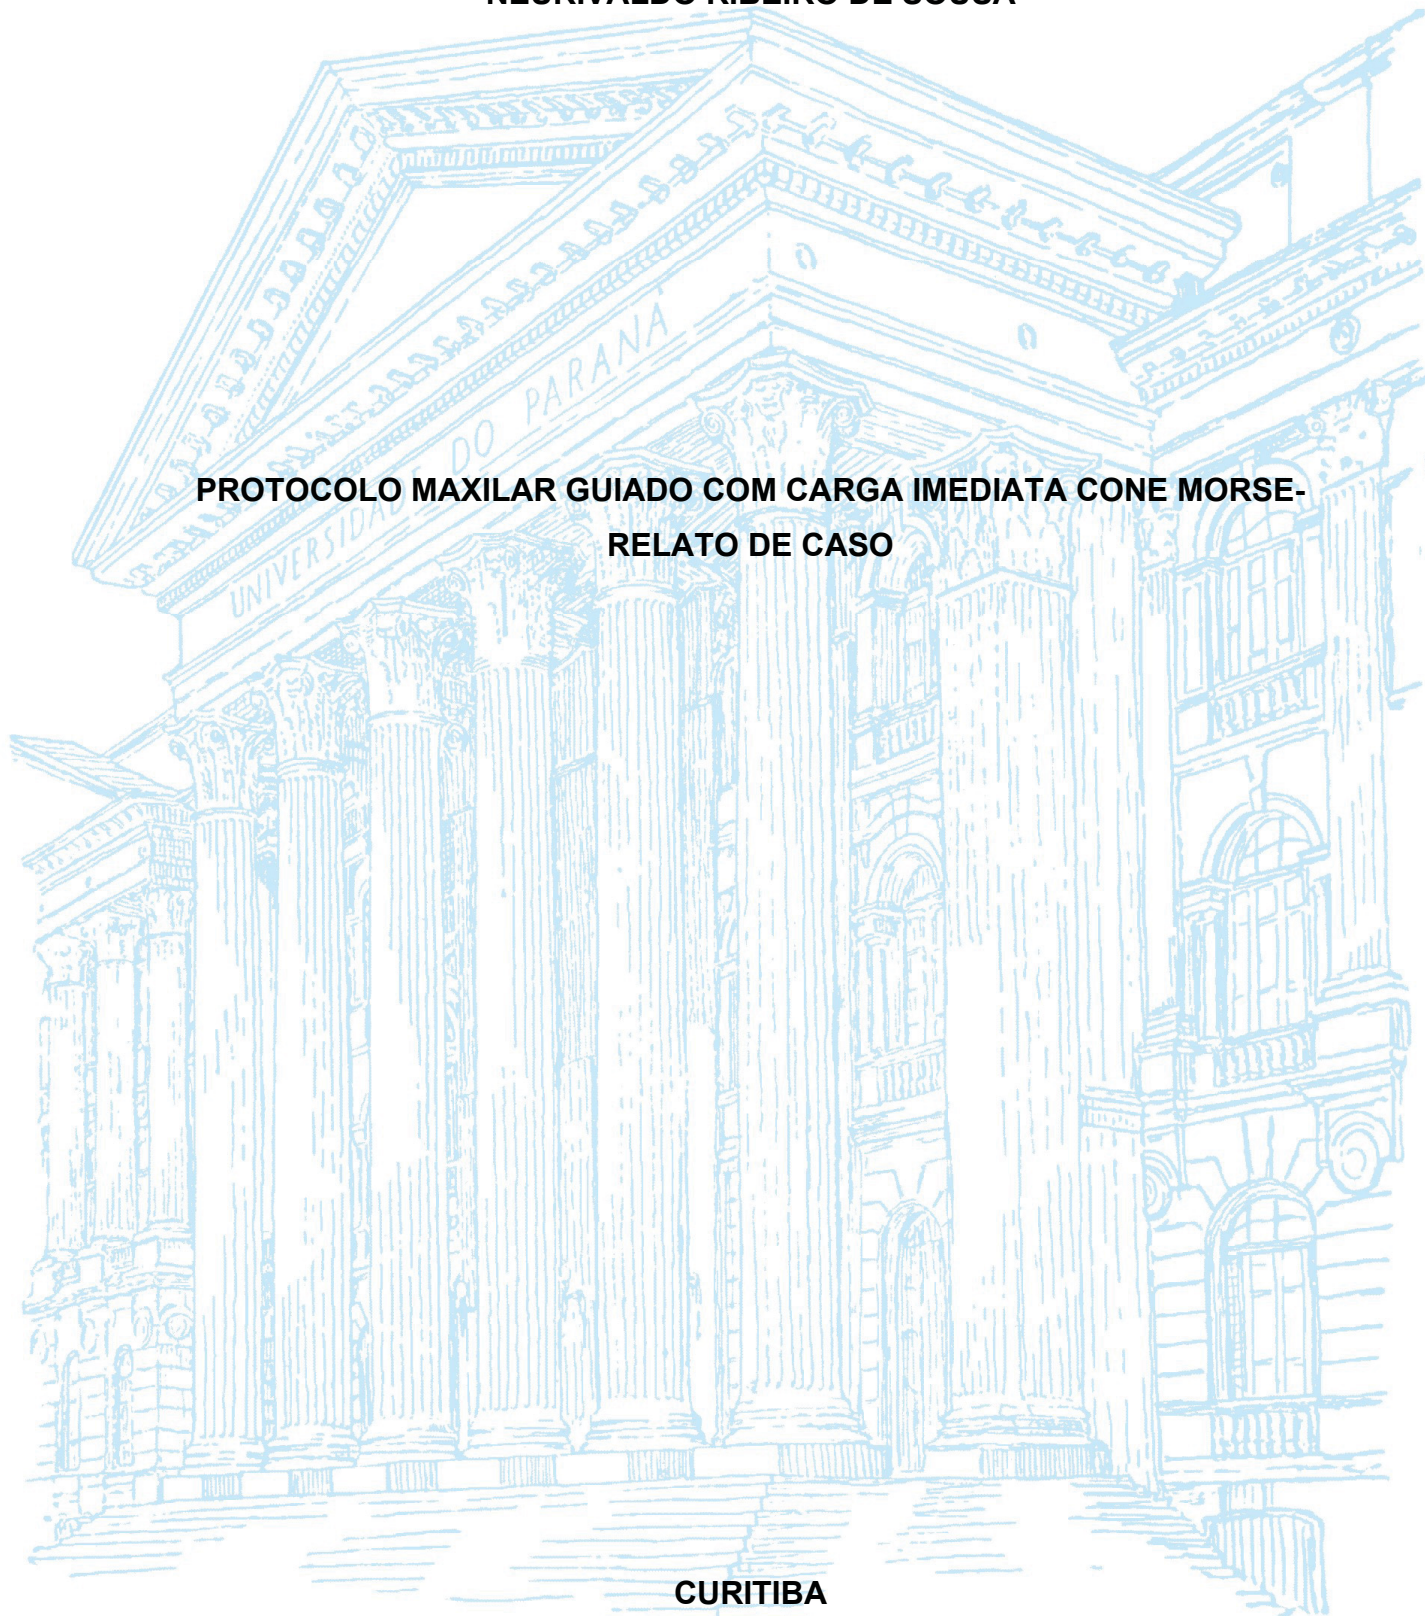 PROTOCOLO MAXILAR GUIADO COM CARGA IMEDIATA CONE MORSE-
RELATO DE CASO
UNIVERSIDADE DO PARANÁ
CURITIBA